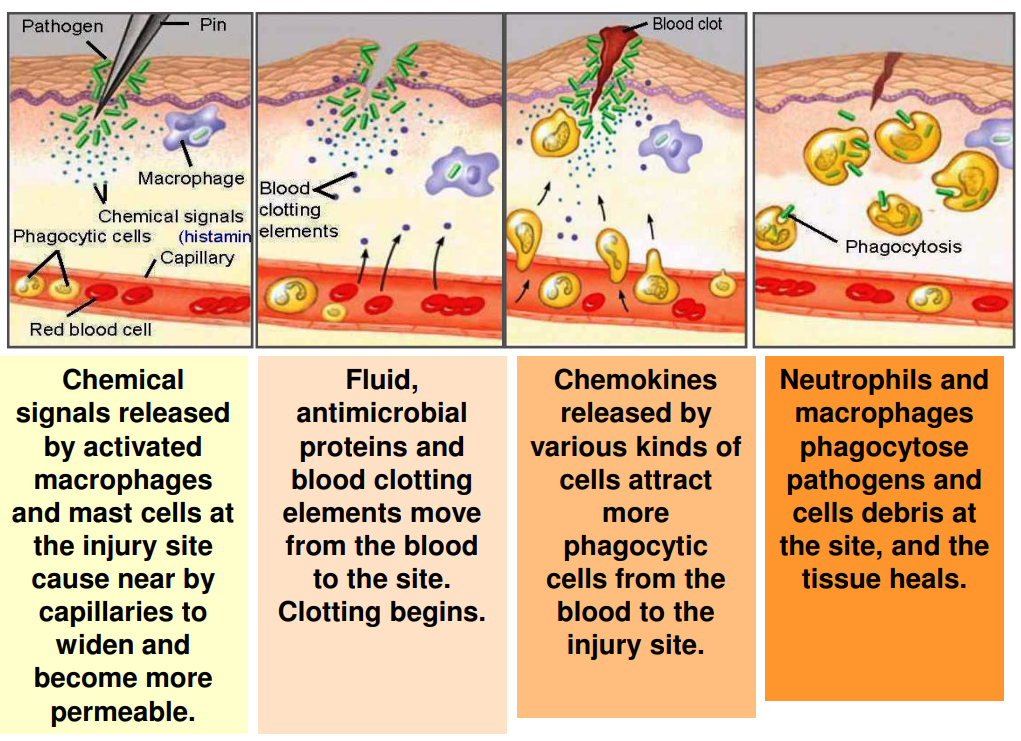 Pathogen
Pin
Macrophage
Chemical signals
(histamin
Phagocytic cells
Capillary
Red blood cell
Blood
clotting
elements
Blood clot
Phagocytosis
Chemical
signals released
by activated
macrophages
and mast cells at
the injury site
cause near by
capillaries to
widen and
become more
permeable.
Fluid,
antimicrobial
proteins and
blood clotting
elements move
from the blood
to the site.
Clotting begins.
Chemokines
released by
various kinds of
cells attract
more
phagocytic
cells from the
blood to the
injury site.
Neutrophils and
macrophages
phagocytose
pathogens and
cells debris at
the site, and the
tissue heals.